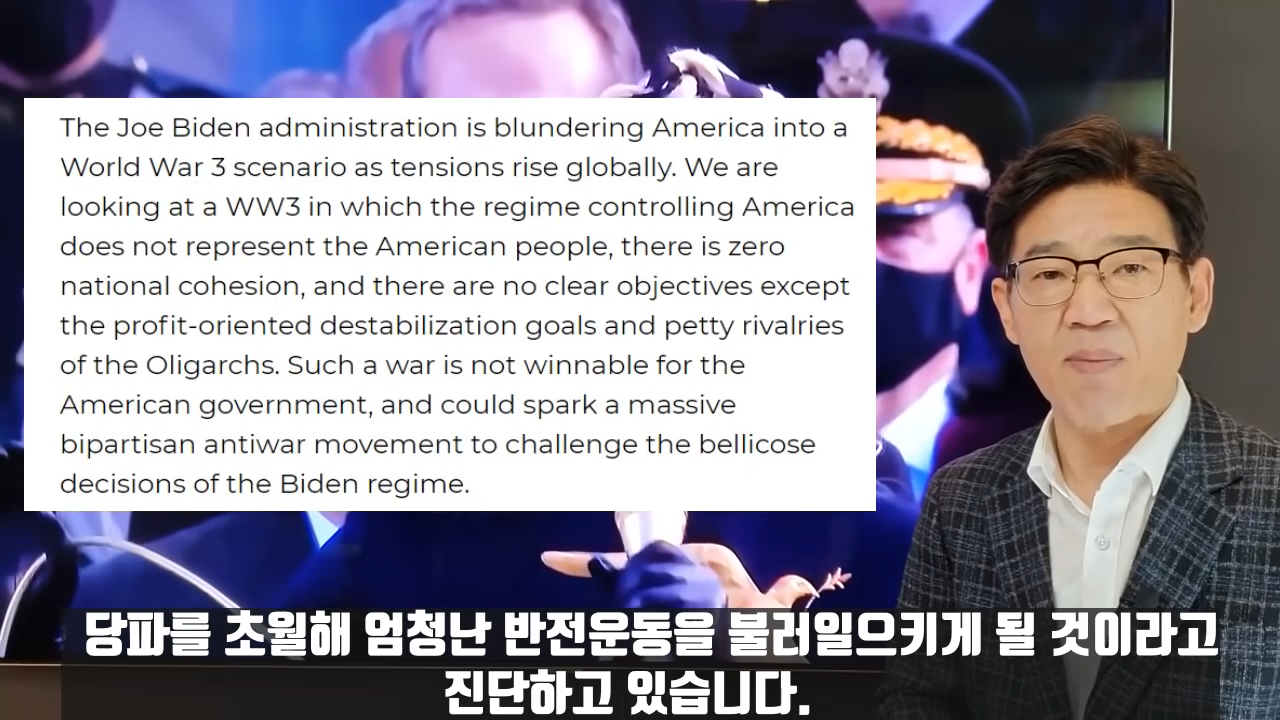 The Joe Biden administration is blundering America into a
World War 3 scenario as tensions rise globally. We are
looking at a WW3 in which the regime controlling America
does not represent the American people, there is zero
national cohesion, and there are no clear objectives except
the profit-oriented destabilization goals and petty rivalries
of the Oligarchs. Such a war is not winnable for the
American government, and could spark a massive
bipartisan antiwar movement to challenge the bellicose
decisions of the Biden regime.
당파를 초월해 엄청난 반전운동을 불러일으키게 될 것이라고
진단하고 있습니다.